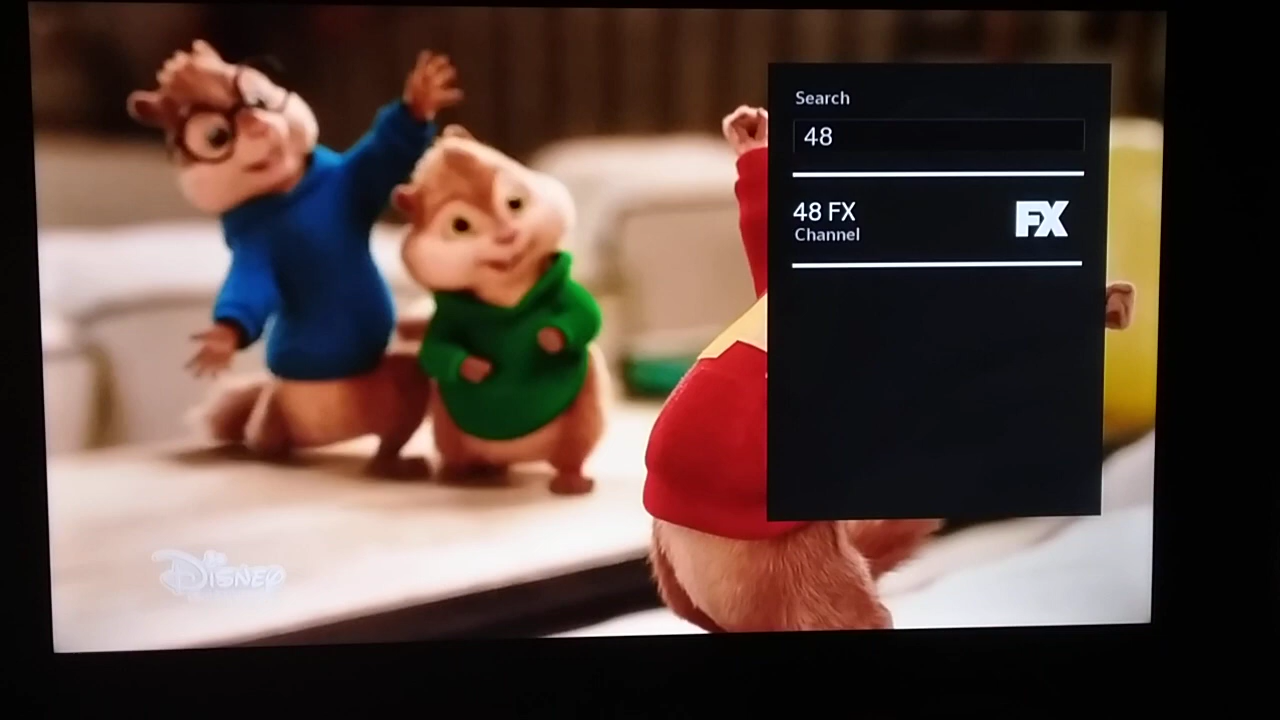 Search
48
48 FX
Channel
FX
DISNEY